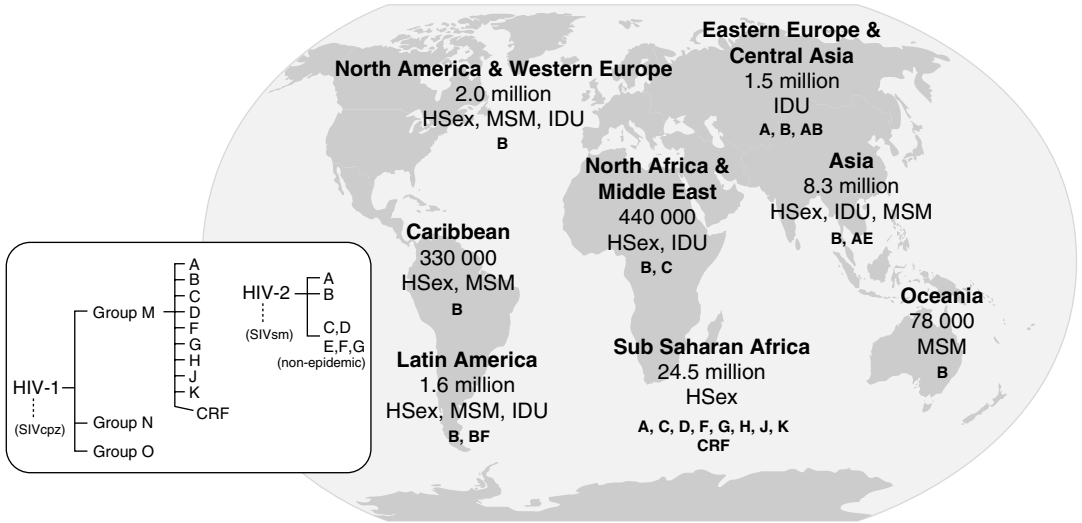 Eastern Europe &
Central Asia
1.5 million
IDU
A, B, AB
North America & Western Europe
2.0 million
HSex, MSM, IDU
B
North Africa &
Middle East
440 000
HSex, IDU
B, C
Asia
8.3 million
HSex, IDU, MSM
B, AE
Caribbean
330 000
HSex, MSM
B
Oceania
78 000
MSM
B
Latin America
1.6 million
HSex, MSM, IDU
B, BF
Sub Saharan Africa
24.5 million
HSex
A, C, D, F, G, H, J, K
CRF
HIV-1
(SIVcpz)
Group M
A
B
C
D
F
G
H
J
K
CRF
Group N
Group O
HIV-2
(SIVsm)
A
B
C,D
E,F,G
(non-epidemic)